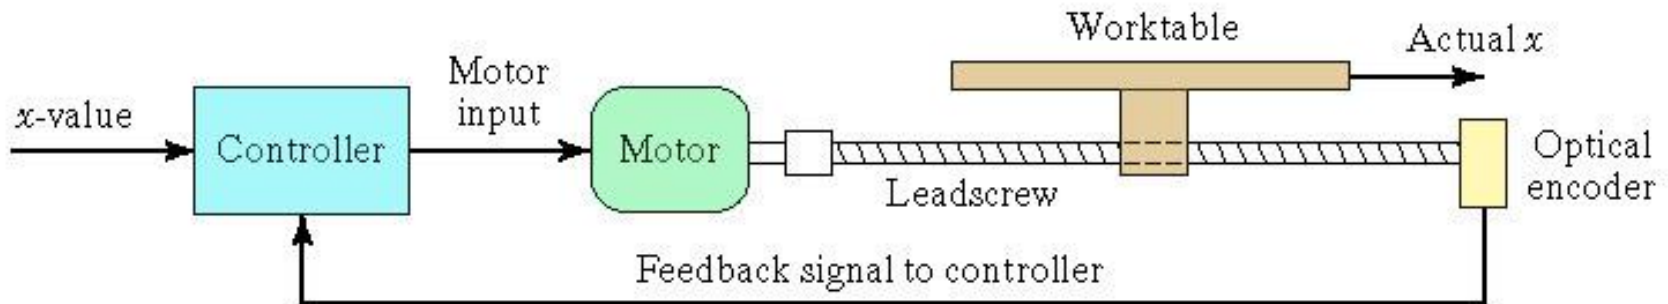 Worktable
Actual x
Motor
input
x-value
Controller
Motor
Optical
encoder
Leadscrew
Feedback signal to controller